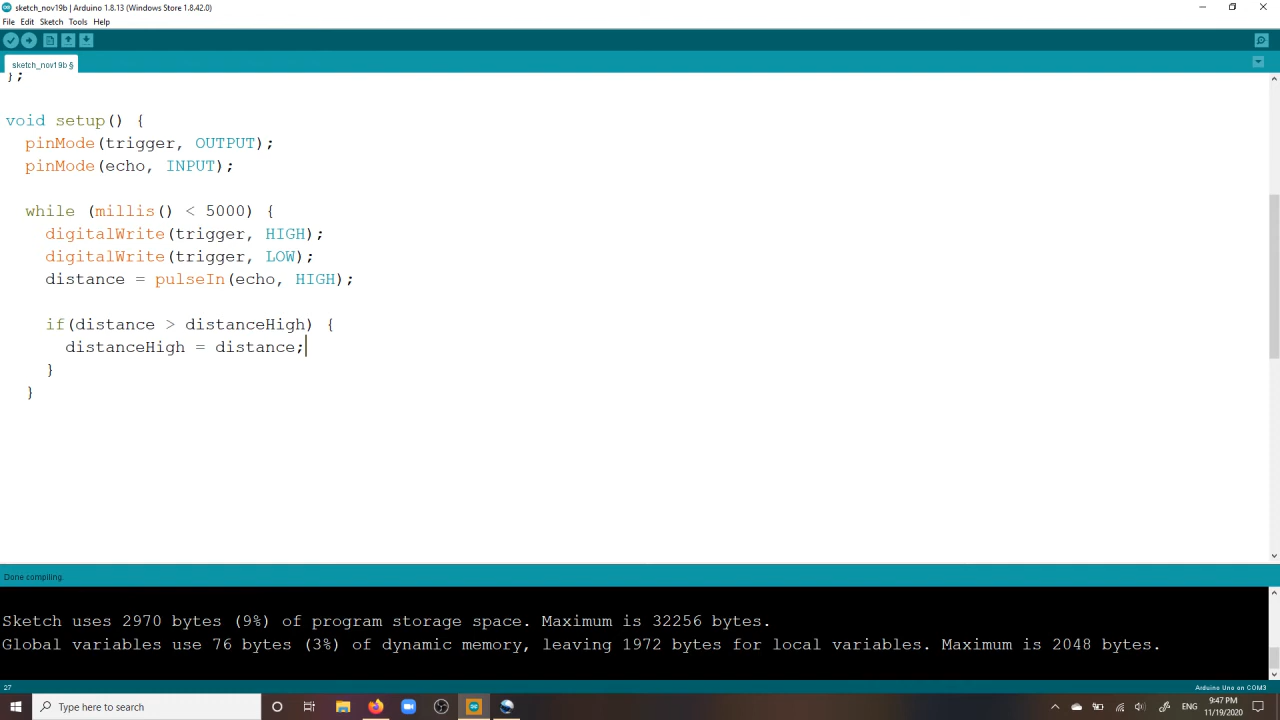 sketch_nov19b | Arduino 1.8.13 (Windows Store 1.8.42.0)
File Edit Sketch Tools Help
sketch_nov19b §
};
void setup() {
pinMode(trigger, OUTPUT);
pinMode(echo, INPUT);
while (millis() < 5000) {
digitalWrite(trigger, HIGH);
digitalWrite(trigger, LOW);
distance = pulseIn(echo, HIGH);
if(distance > distanceHigh) {
distanceHigh = distance;
}
}
Done compiling.
Sketch uses 2970 bytes (9%) of program storage space. Maximum is 32256 bytes.
Global variables use 76 bytes (3%) of dynamic memory, leaving 1972 bytes for local variables. Maximum is 2048 bytes.
27
Arduino Uno on COM3
Type here to search
ENG
9:47 PM
11/19/2020